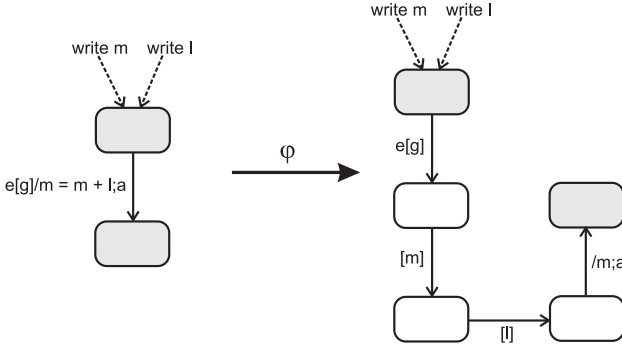 write m
write l
e[g]/m = m + l;a
φ
write m
write l
e[g]
[m]
[l]
/m;a